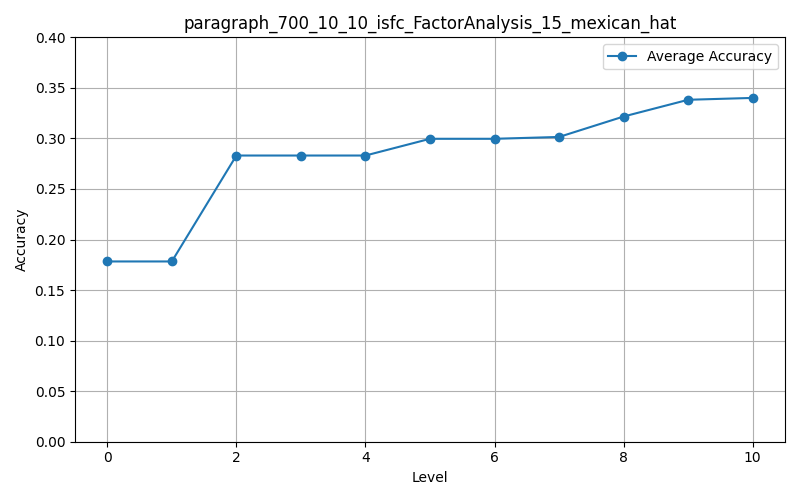 paragraph_700_10_10_isfc_FactorAnalysis_15_mexican_hat
Average Accuracy
0.40
0.35
0.30
0.25
0.20
0.15
0.10
0.05
0.00
Accuracy
0 2 4 6 8 10
Level